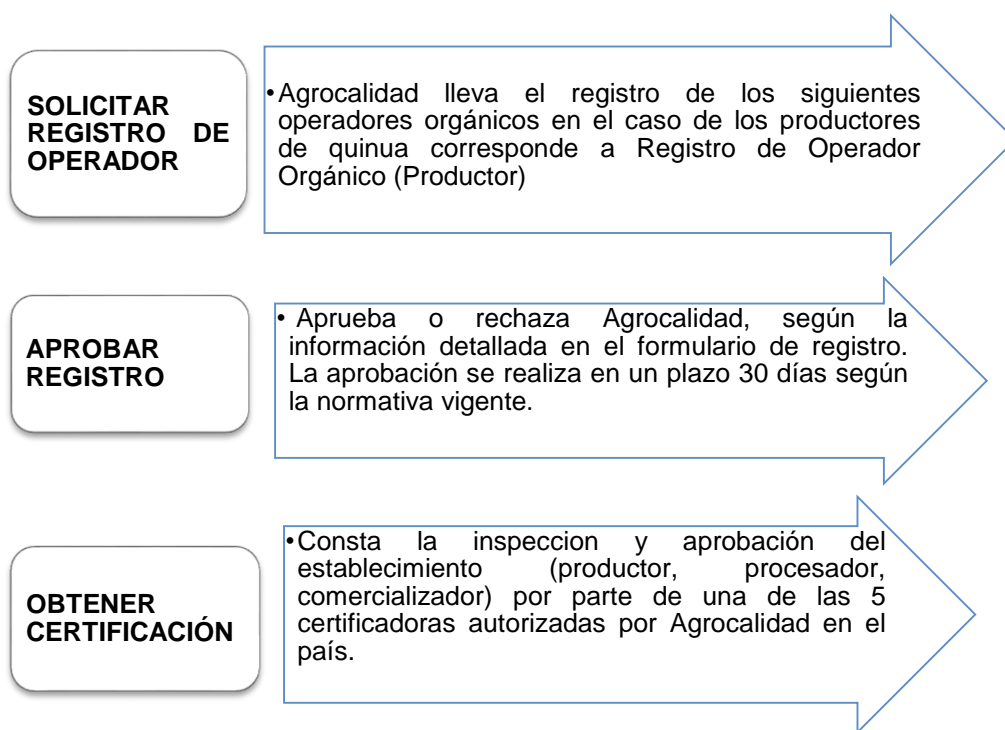 SOLICITAR
REGISTRO DE
OPERADOR
•Agrocalidad lleva el registro de los siguientes
operadores orgánicos en el caso de los productores
de quinua corresponde a Registro de Operador
Orgánico (Productor)
APROBAR
REGISTRO
• Aprueba o rechaza Agrocalidad, según la
información detallada en el formulario de registro.
La aprobación se realiza en un plazo 30 días según
la normativa vigente.
OBTENER
CERTIFICACIÓN
•Consta la inspeccion y aprobación del
establecimiento (productor, procesador,
comercializador) por parte de una de las 5
certificadoras autorizadas por Agrocalidad en el
país.